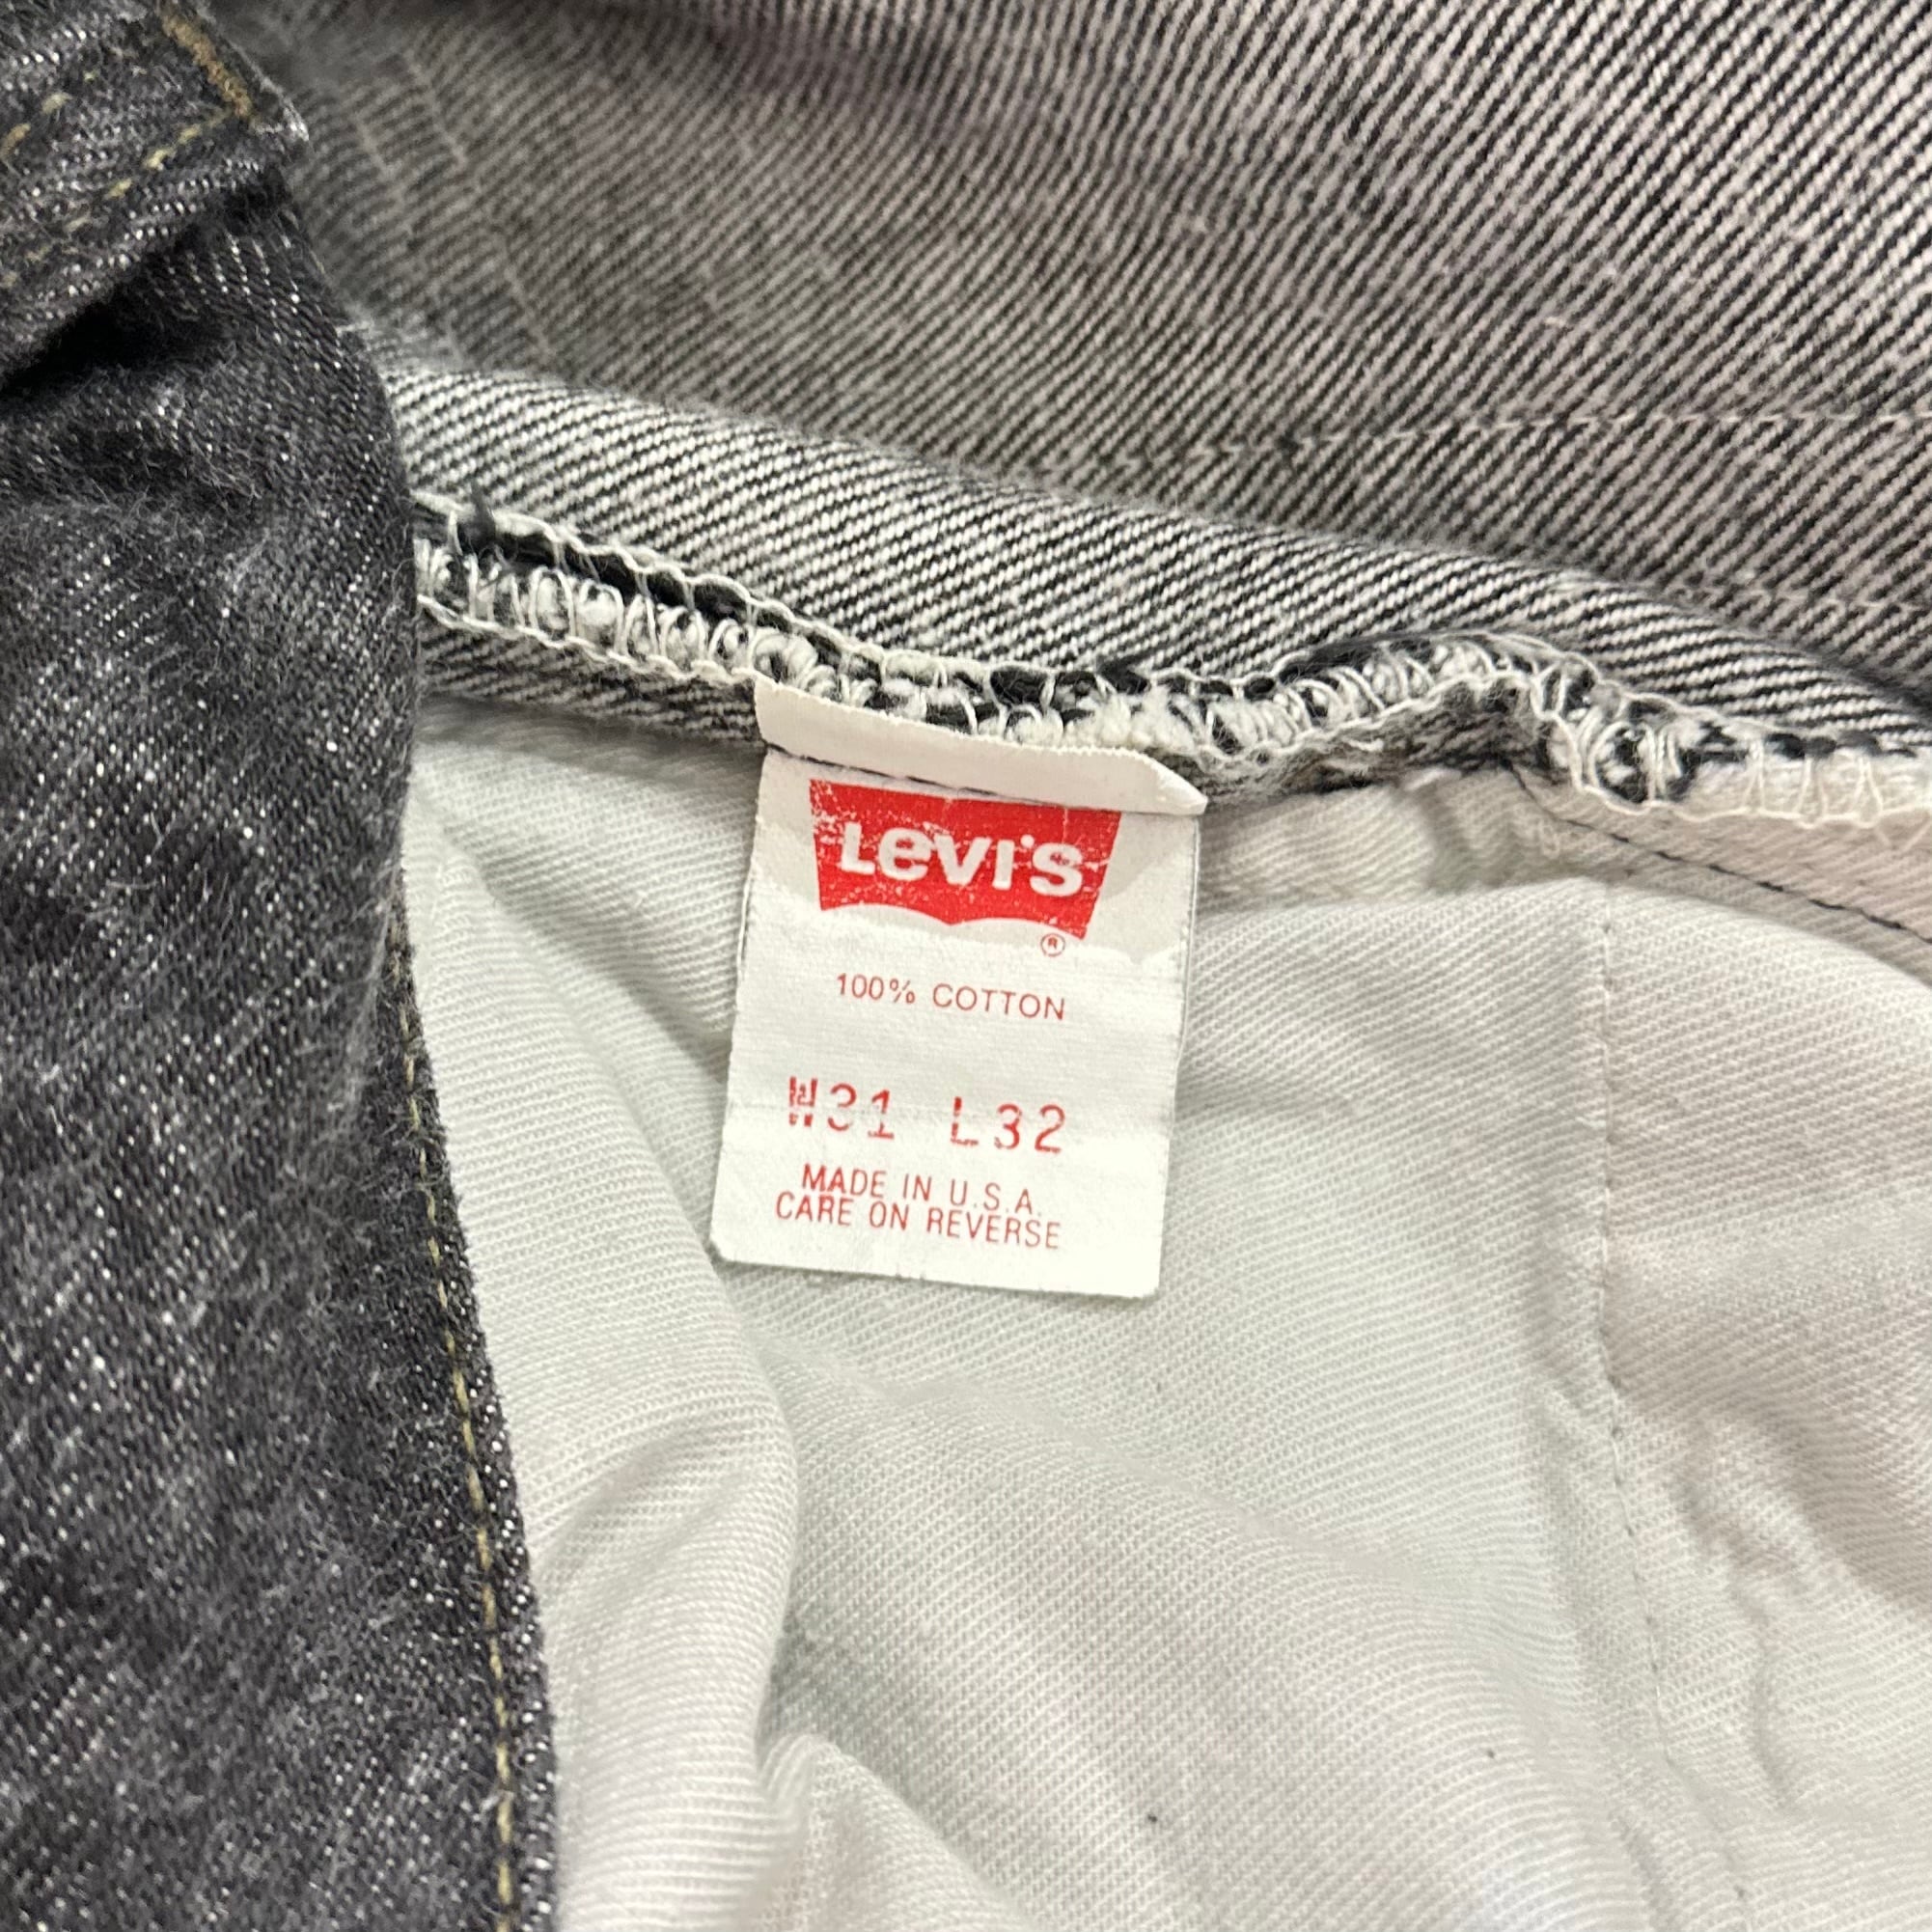 Levi's
®
100% COTTON
W31 L32
MADE IN U.S.A.
CARE ON REVERSE